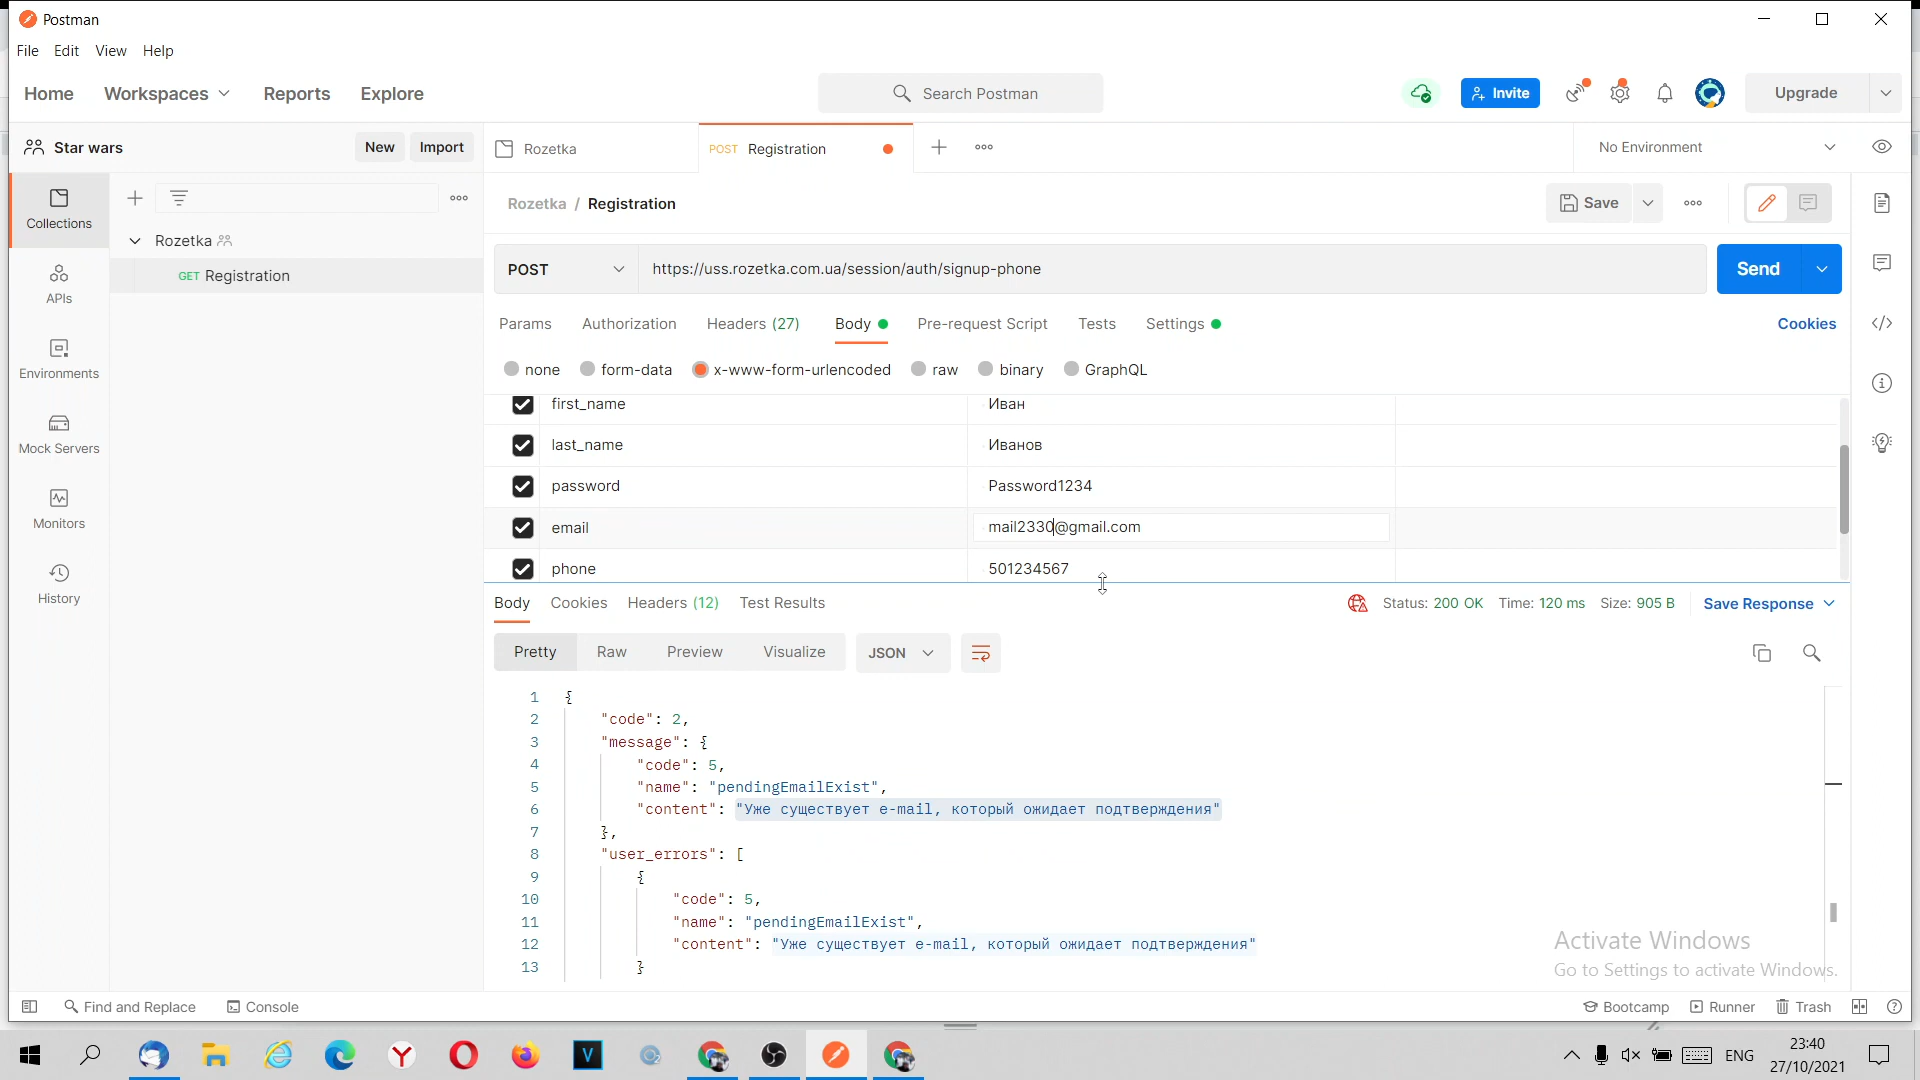 Postman
File Edit View Help
Home Workspaces Reports Explore Search Postman Invite Upgrade
Star wars New Import Rozetka POST Registration No Environment
Rozetka / Registration Save
Collections
Rozetka
GET Registration
POST https://uss.rozetka.com.ua/session/auth/signup-phone Send
APIs
Params Authorization Headers (27) Body Pre-request Script Tests Settings Cookies
Environments
none form-data x-www-form-urlencoded raw binary GraphQL
first_name Иван
Mock Servers
last_name Иванов
password Password1234
Monitors
email mail2330@gmail.com
phone 501234567
History
Body Cookies Headers (12) Test Results Status: 200 OK Time: 120 ms Size: 905 B Save Response
Pretty Raw Preview Visualize JSON
1 {
2 "code": 2,
3 "message": {
4 "code": 5,
5 "name": "pendingEmailExist",
6 "content": "Уже существует e-mail, который ожидает подтверждения"
7 },
8 "user_errors": [
9 {
10 "code": 5,
11 "name": "pendingEmailExist",
12 "content": "Уже существует e-mail, который ожидает подтверждения"
13 }
Activate Windows
Go to Settings to activate Windows.
Find and Replace Console Bootcamp Runner Trash
ENG 23:40
27/10/2021